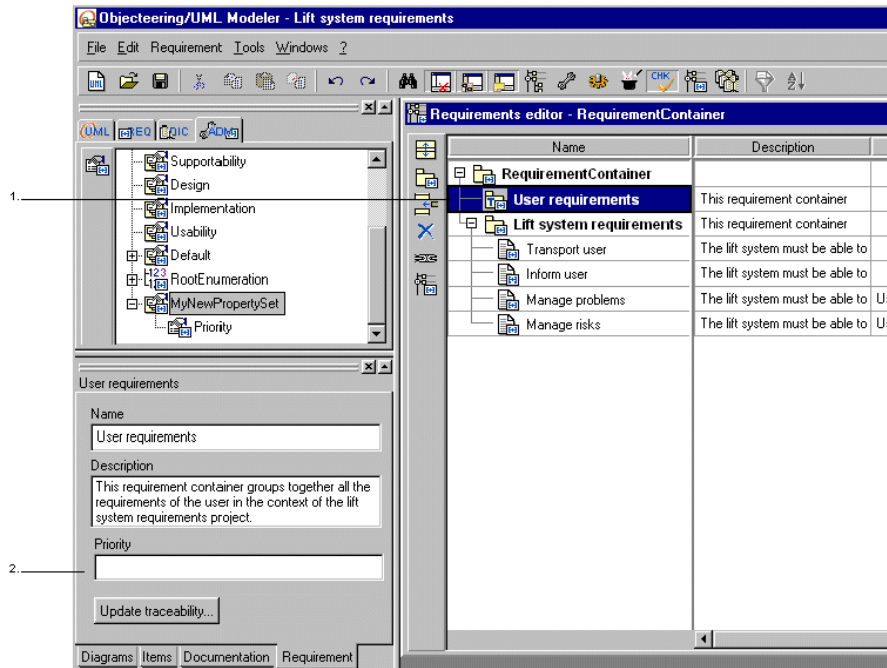 Objecteering/UML Modeler - Lift system requirements
File Edit Requirement Tools Windows ?
UML
CHK
UML REQ DIC ADM
Supportability
Design
Implementation
Usability
Default
RootEnumeration
MyNewPropertySet
Priority
1.
User requirements
Name
User requirements
Description
This requirement container groups together all the
requirements of the user in the context of the lift
system requirements project.
Priority
2.
Update traceability...
Diagrams Items Documentation Requirement
Requirements editor - RequirementContainer
Name Description
RequirementContainer
User requirements This requirement container
Lift system requirements This requirement container
Transport user The lift system must be able to
Inform user The lift system must be able to
Manage problems The lift system must be able to
Manage risks The lift system must be able to